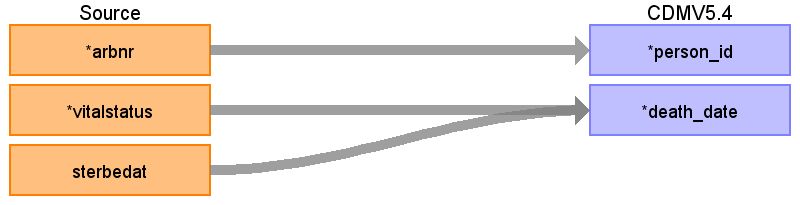 Source CDMV5.4
*arbnr *person_id
*vitalstatus *death_date
sterbedat